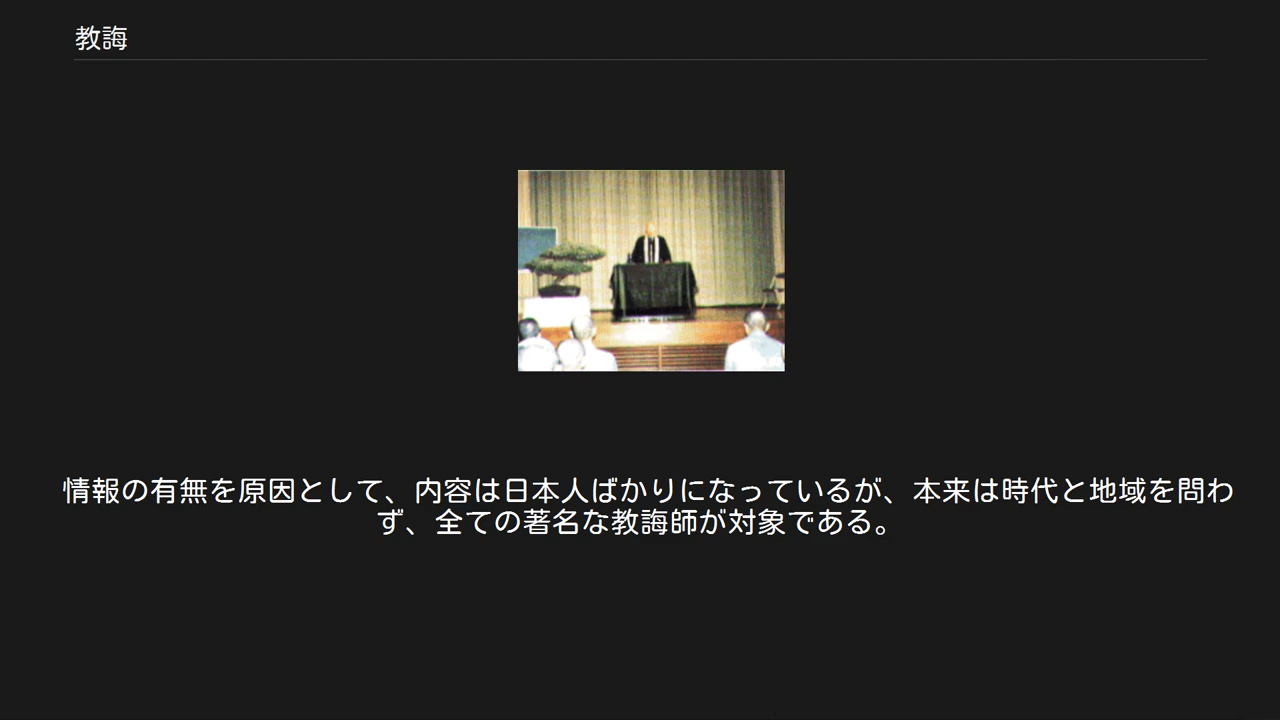 教誨
情報の有無を原因として、内容は日本人ばかりになっているが、本来は時代と地域を問わ
ず、全ての著名な教誨師が対象である。